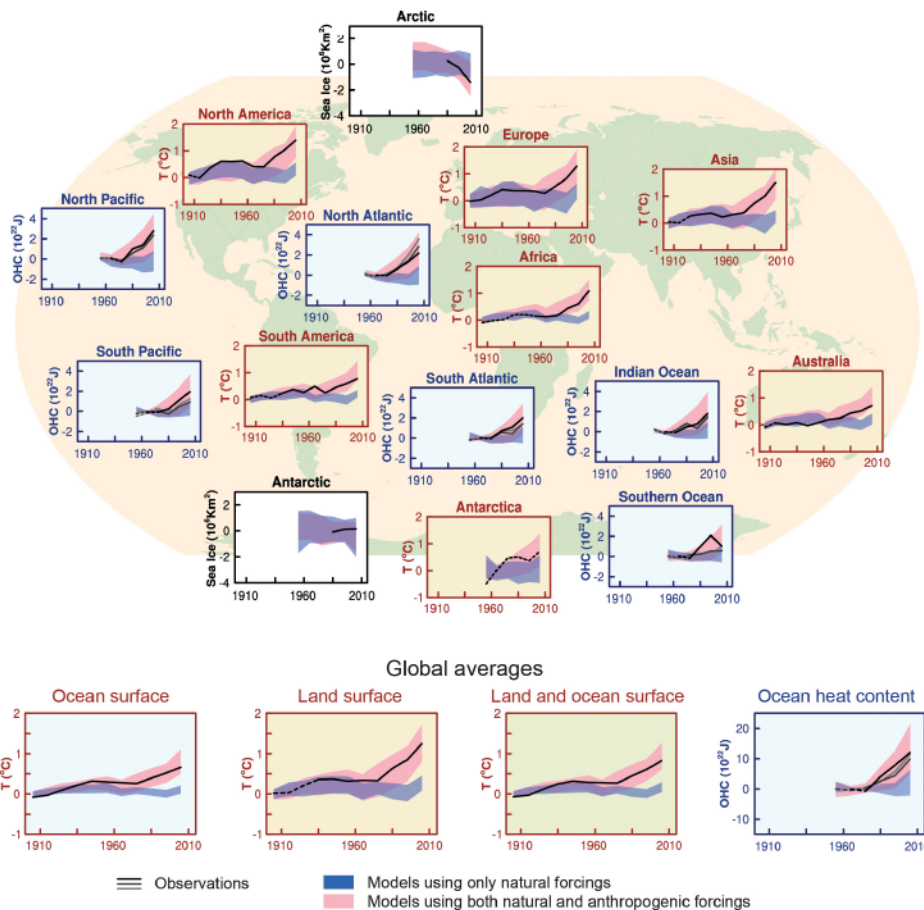 Arctic
Sea Ice (10⁶Km²)
2
0
-2
-4
1910 1960 2010
North America
T (°C)
2
1
0
-1
1910 1960 2010
Europe
T (°C)
2
1
0
-1
1910 1960 2010
Asia
T (°C)
2
1
0
-1
1910 1960 2010
North Pacific
OHC (10²²J)
4
2
0
-2
1910 1960 2010
North Atlantic
OHC (10²²J)
4
2
0
-2
1910 1960 2010
Africa
T (°C)
2
1
0
-1
1910 1960 2010
South Pacific
OHC (10²²J)
4
2
0
-2
1910 1960 2010
South America
T (°C)
2
1
0
-1
1910 1960 2010
South Atlantic
OHC (10²²J)
4
2
0
-2
1910 1960 2010
Indian Ocean
OHC (10²²J)
4
2
0
-2
1910 1960 2010
Australia
T (°C)
2
1
0
-1
1910 1960 2010
Antarctic
Sea Ice (10⁶Km²)
2
0
-2
-4
1910 1960 2010
Antarctica
T (°C)
2
1
0
-1
1910 1960 2010
Southern Ocean
OHC (10²²J)
4
2
0
-2
1910 1960 2010
Global averages
Ocean surface
T (°C)
2
1
0
-1
1910 1960 2010
Land surface
T (°C)
2
1
0
-1
1910 1960 2010
Land and ocean surface
T (°C)
2
1
0
-1
1910 1960 2010
Ocean heat content
OHC (10²²J)
20
10
0
-10
1910 1960 2010
Observations
Models using only natural forcings
Models using both natural and anthropogenic forcings